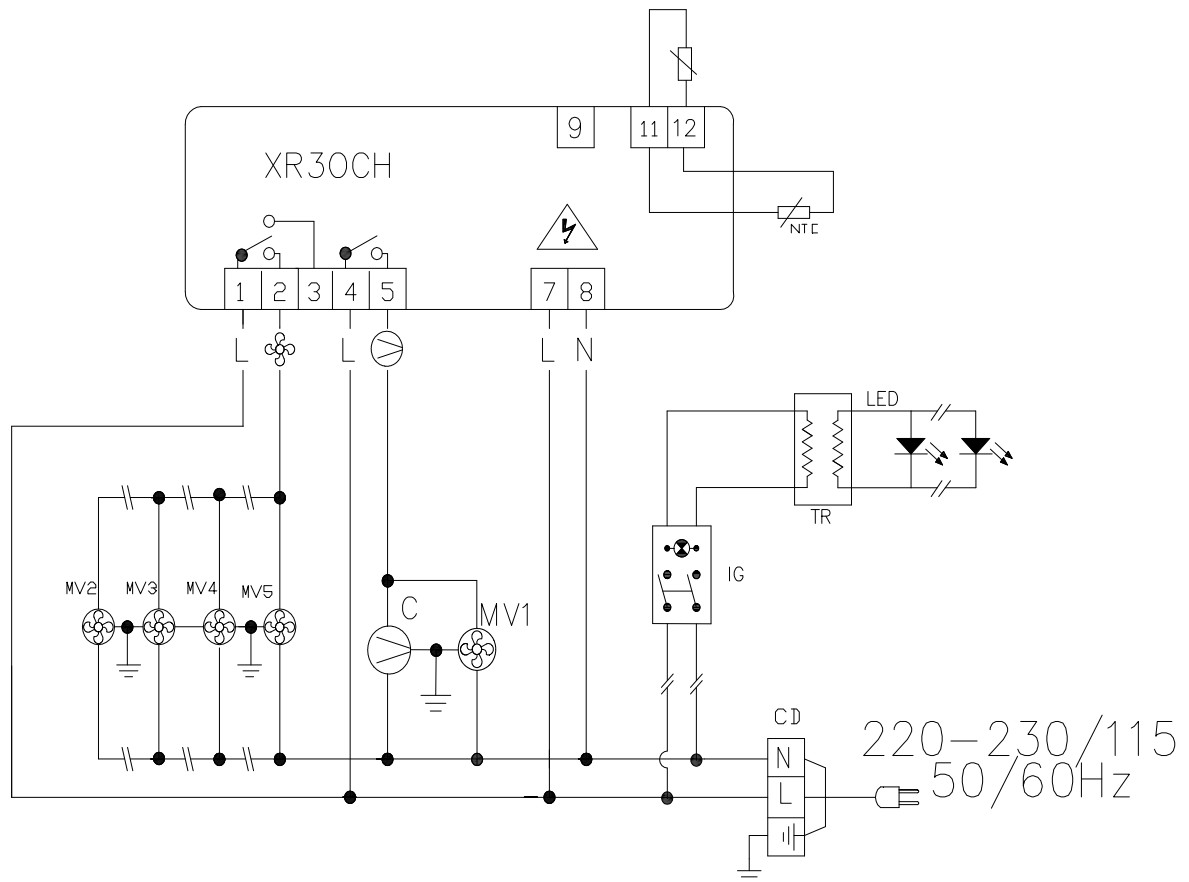 9
11 12
XR30CH
NTC
1 2 3 4 5
7 8
L L
L N
LED
TR
MV2 MV3 MV4 MV5
C
MV1
IG
CD
N
L
220-230/115
50/60Hz